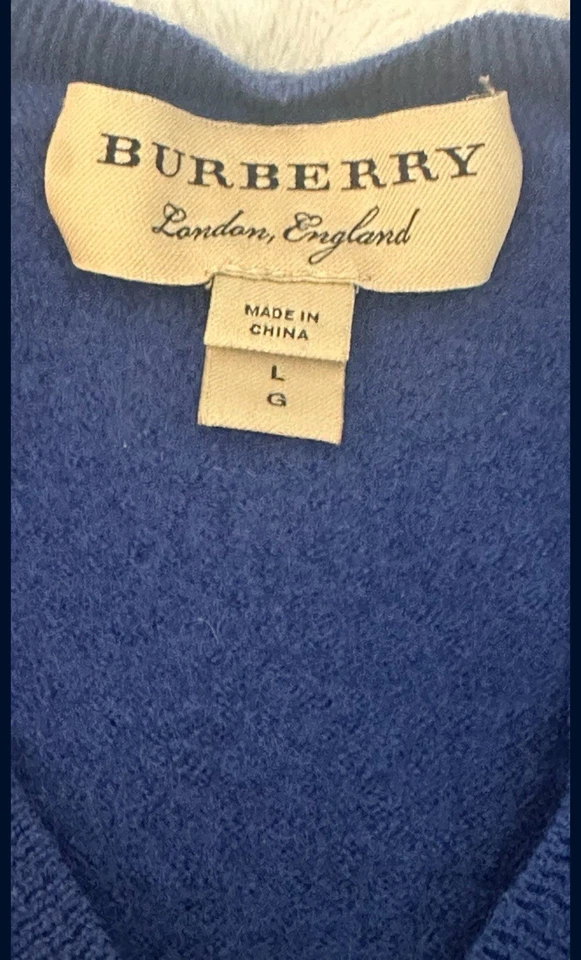 BURBERRY
London, England
MADE IN
CHINA
L
G